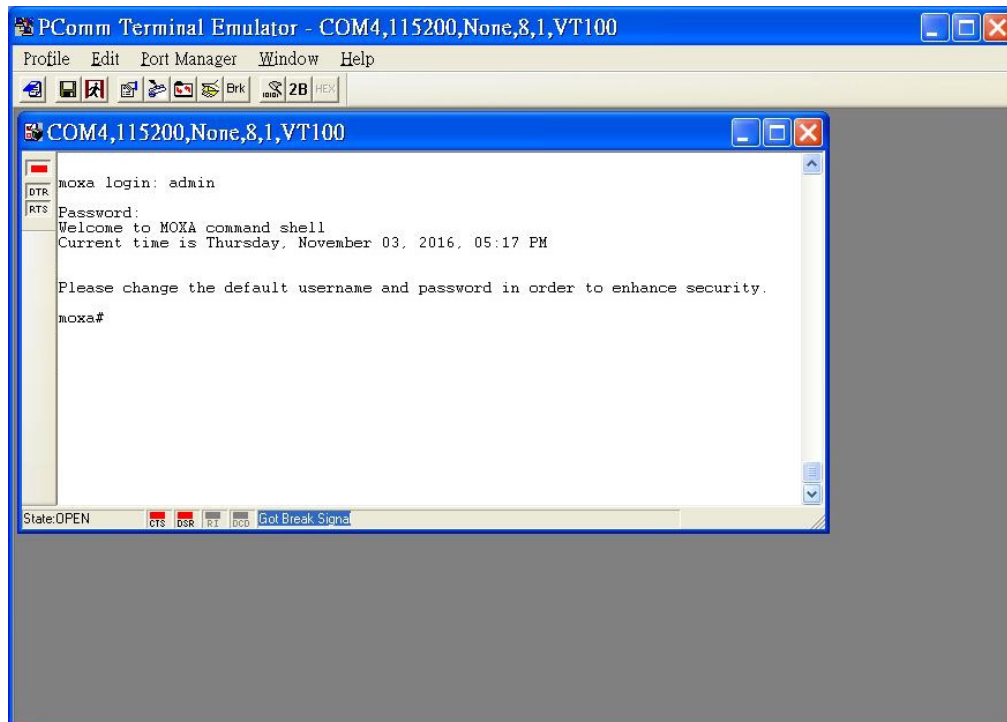 PComm Terminal Emulator - COM4,115200,None,8,1,VT100
Profile Edit Port Manager Window Help
Brk 2B HEX
COM4,115200,None,8,1,VT100
DTR
RTS
moxa login: admin
Password:
Welcome to MOXA command shell
Current time is Thursday, November 03, 2016, 05:17 PM
Please change the default username and password in order to enhance security.
moxa#
State:OPEN CTS DSR RI DCD Got Break Signal